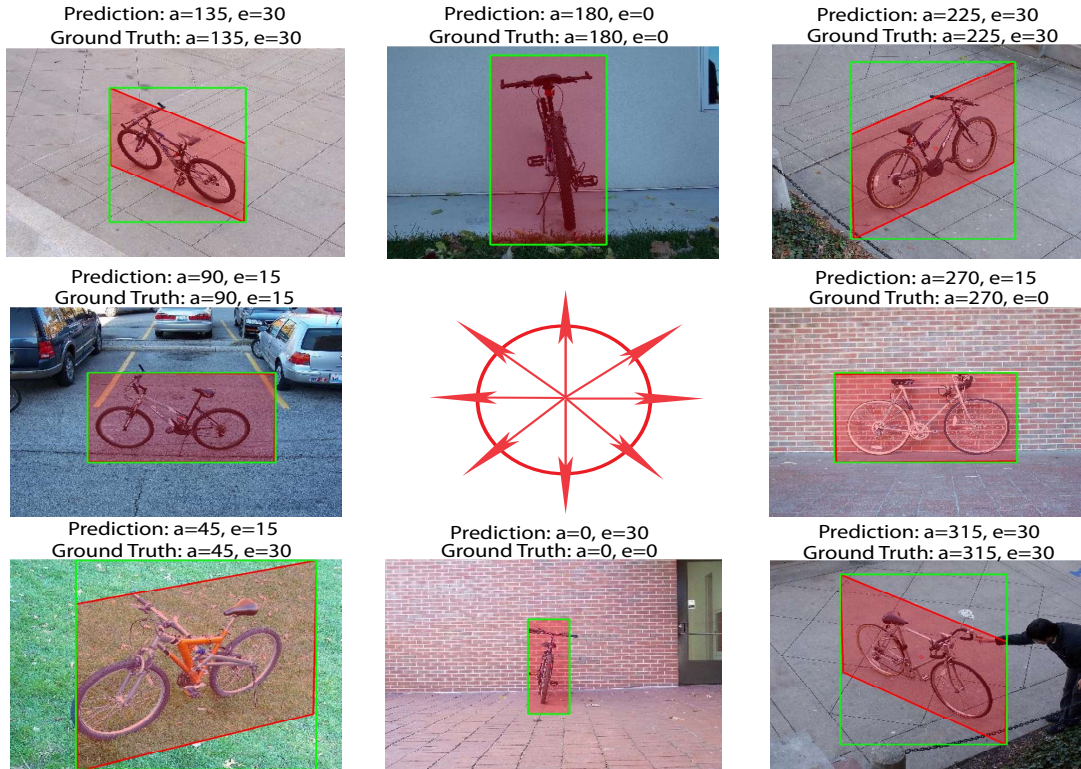 Prediction: a=135, e=30
Ground Truth: a=135, e=30
Prediction: a=180, e=0
Ground Truth: a=180, e=0
Prediction: a=225, e=30
Ground Truth: a=225, e=30
Prediction: a=90, e=15
Ground Truth: a=90, e=15
Prediction: a=270, e=15
Ground Truth: a=270, e=0
Prediction: a=45, e=15
Ground Truth: a=45, e=30
Prediction: a=0, e=30
Ground Truth: a=0, e=0
Prediction: a=315, e=30
Ground Truth: a=315, e=30